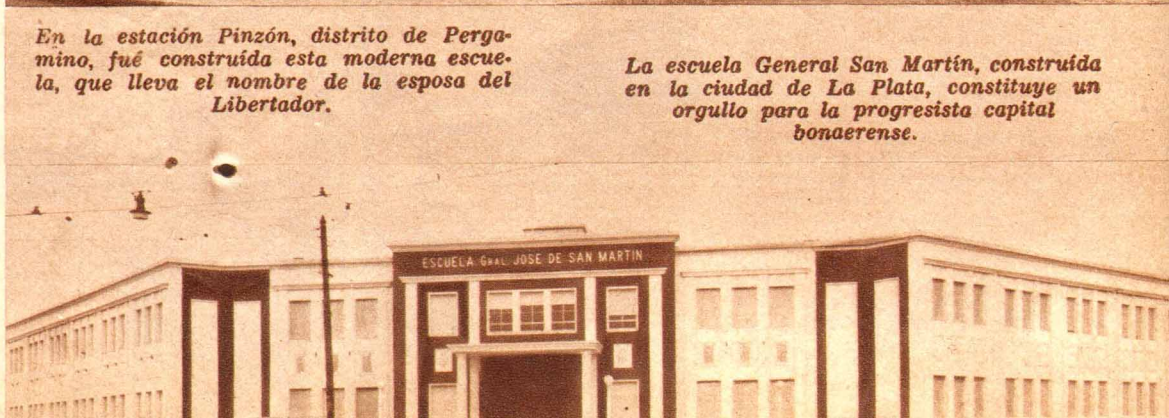 En la estación Pinzón, distrito de Perga-
mino, fué construída esta moderna escue-
la, que lleva el nombre de la esposa del
Libertador.
La escuela General San Martín, construída
en la ciudad de La Plata, constituye un
orgullo para la progresista capital
bonaerense.
ESCUELA GRAL. JOSE DE SAN MARTIN